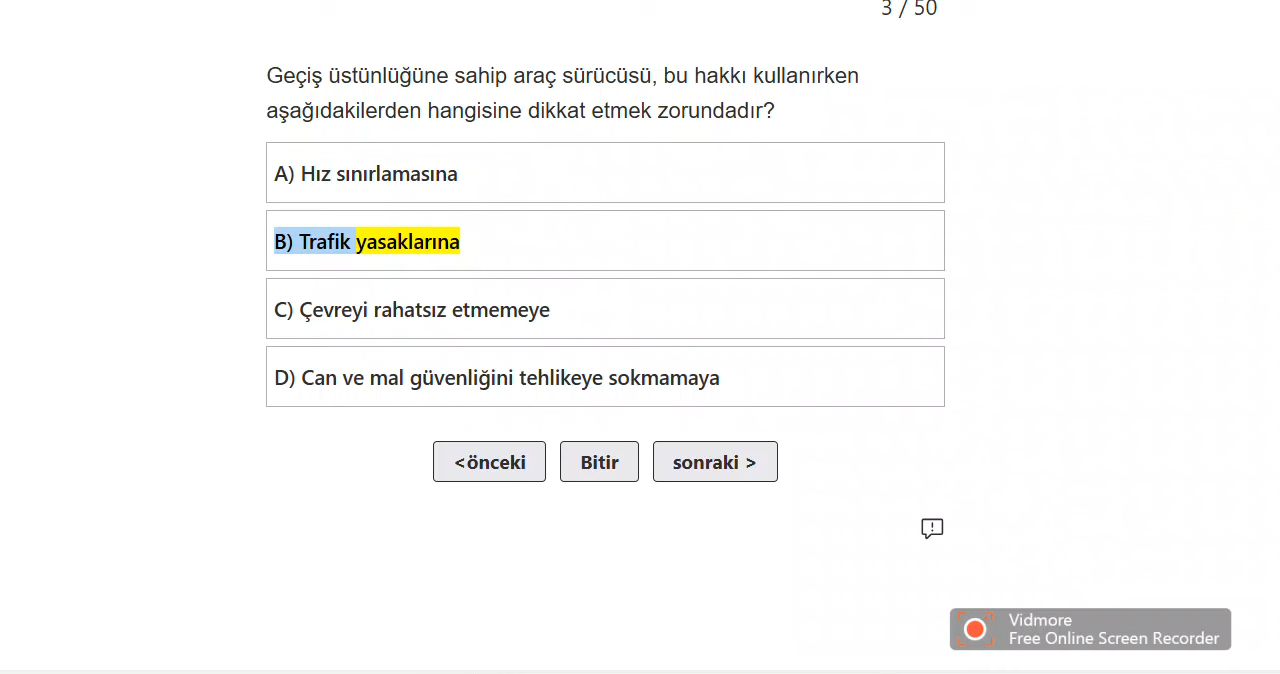 3 / 50
Geçiş üstünlüğüne sahip araç sürücüsü, bu hakkı kullanırken
aşağıdakilerden hangisine dikkat etmek zorundadır?
A) Hız sınırlamasına
B) Trafik yasaklarına
C) Çevreyi rahatsız etmemeye
D) Can ve mal güvenliğini tehlikeye sokmamaya
<önceki
Bitir
sonraki >
Vidmore
Free Online Screen Recorder